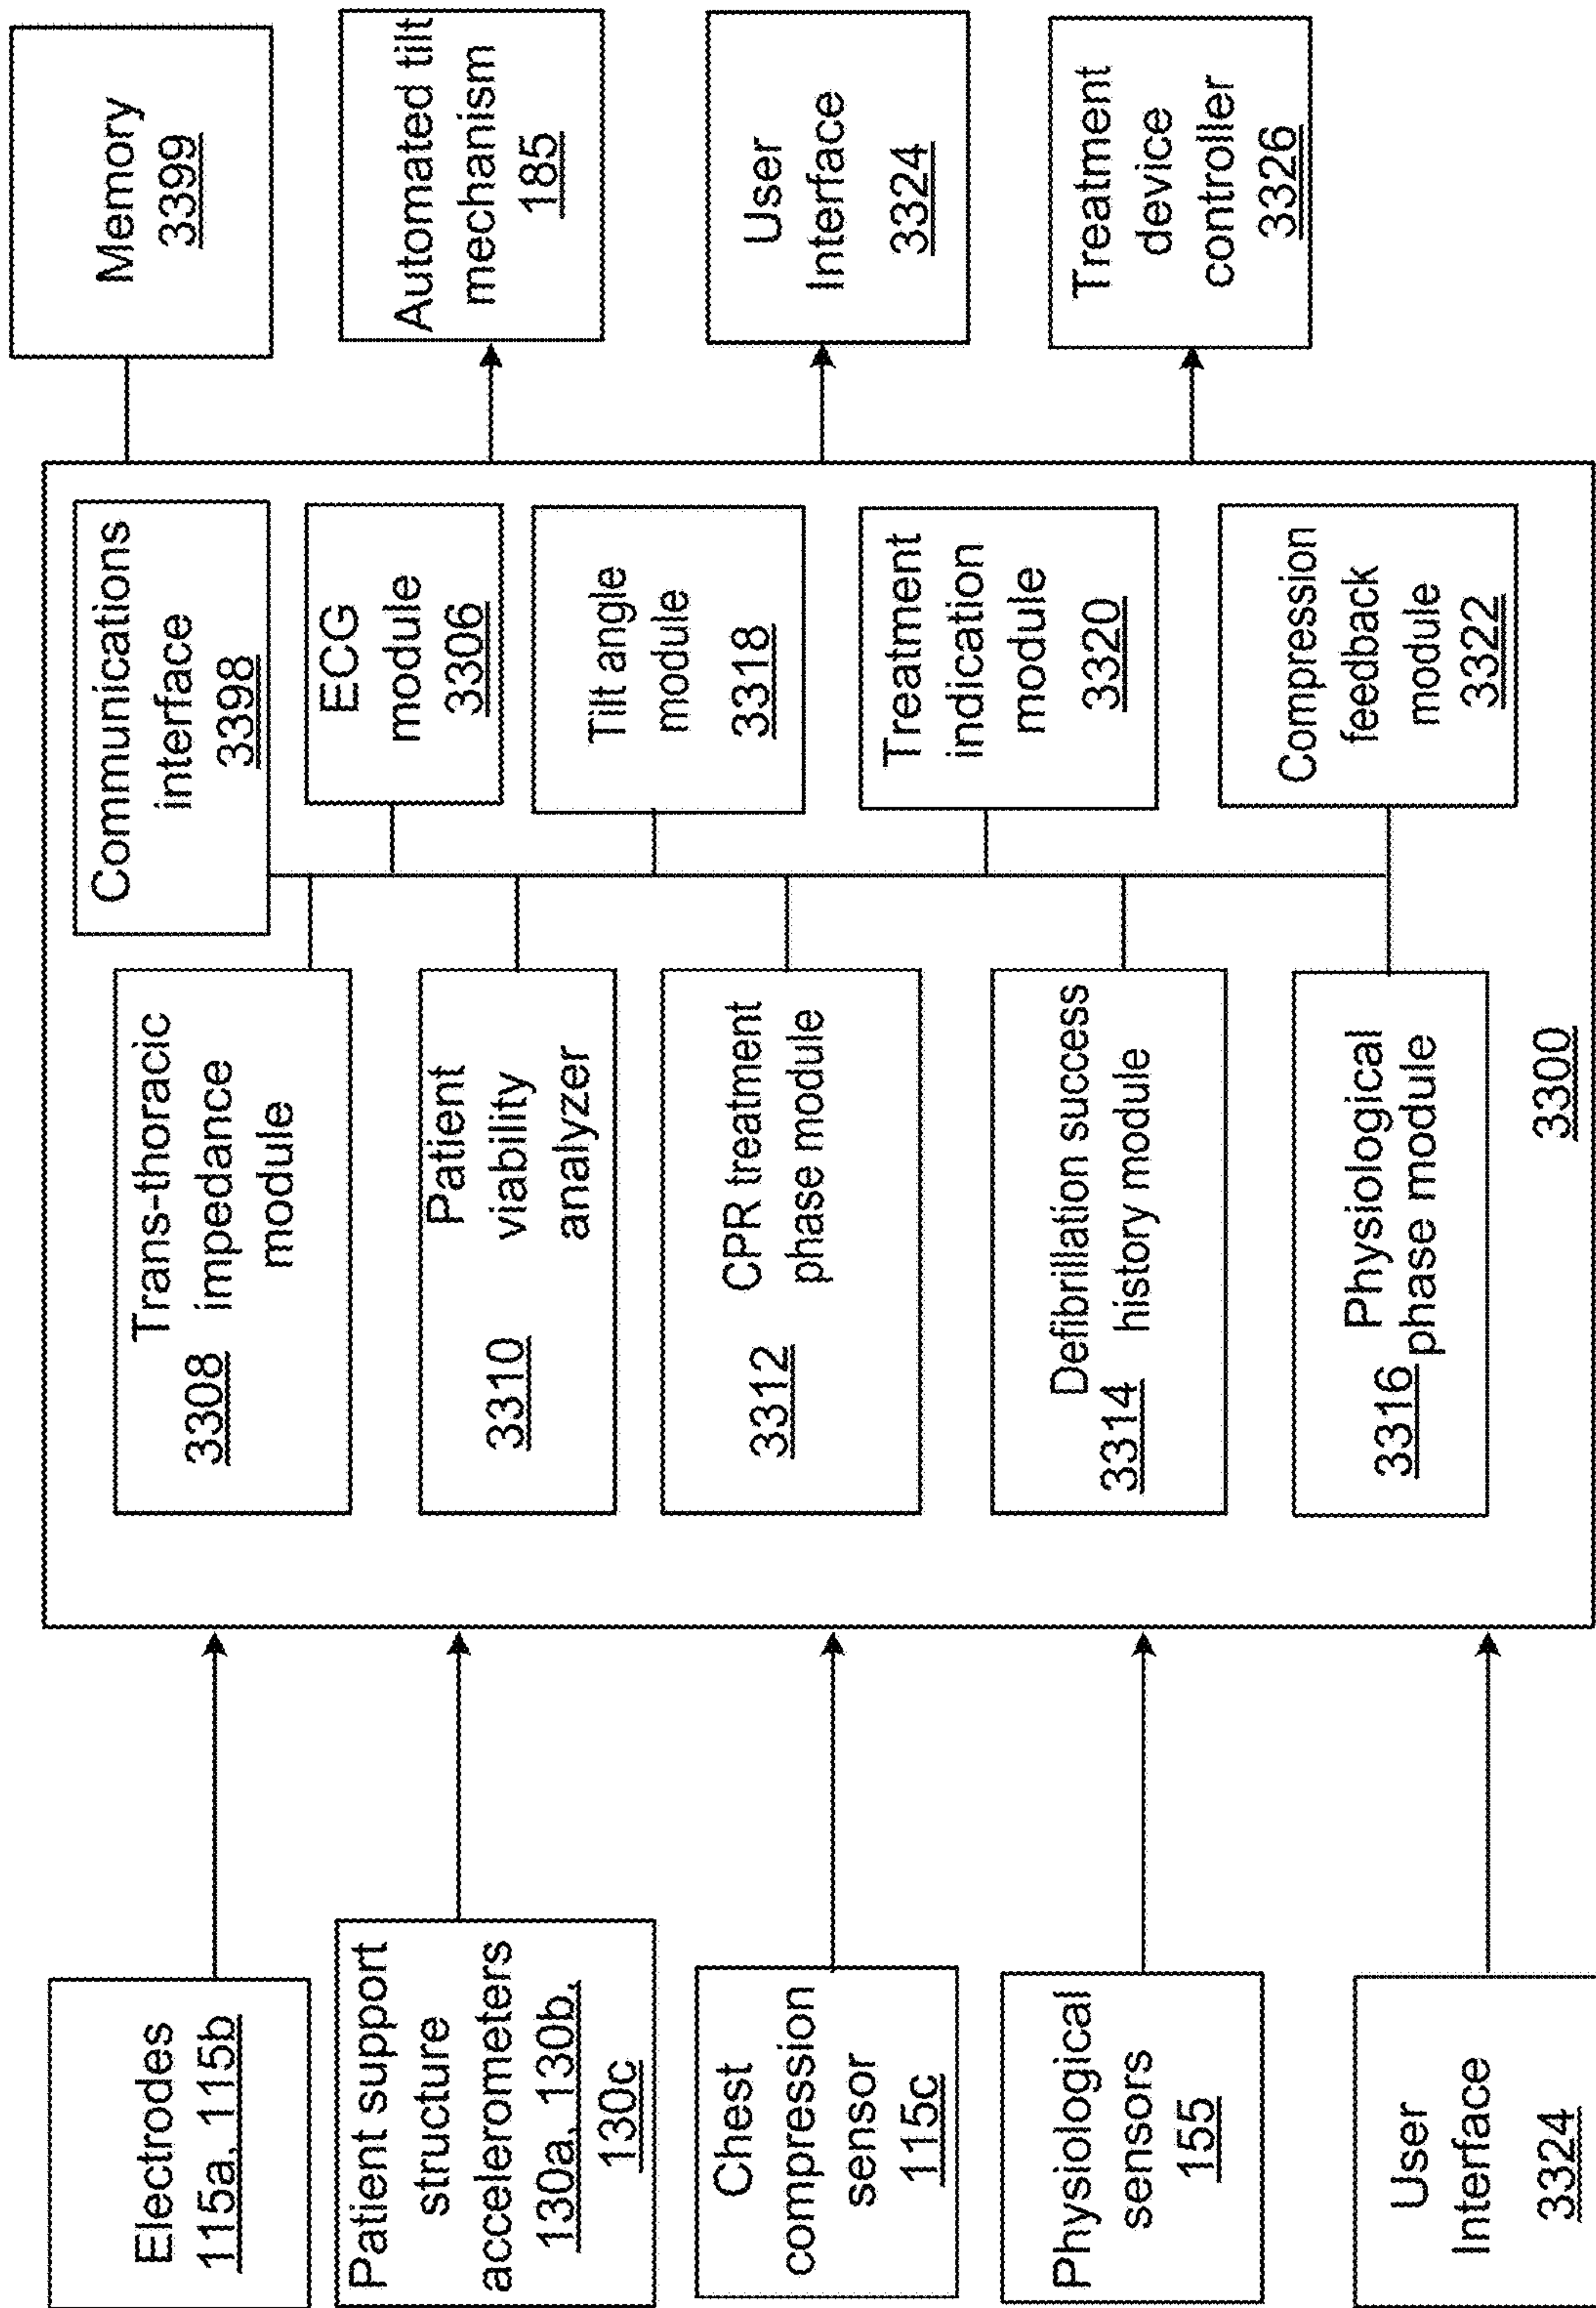 Electrodes
115a, 115b
Patient support
structure
accelerometers
130a, 130b,
130c
Chest
compression
sensor
115c
Physiological
sensors
155
User
Interface
3324
Trans-thoracic
3308 impedance
module
Patient
viability
3310 analyzer
CPR treatment
3312 phase module
Defibrillation success
3314 history module
Physiological
3316 phase module
3300
Communications
interface
3398
ECG
module
3306
Tilt angle
module
3318
Treatment
indication
module
3320
Compression
feedback
module
3322
Memory
3399
Automated tilt
mechanism
185
User
Interface
3324
Treatment
device
controller
3326